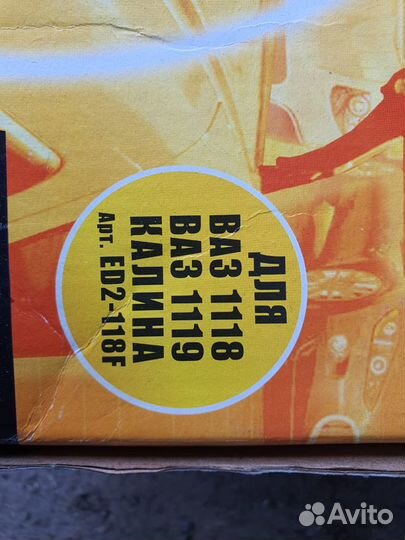 ДЛЯ
ВАЗ 1118
ВАЗ 1119
КАЛИНА
Арт. ED2-118F
Avito